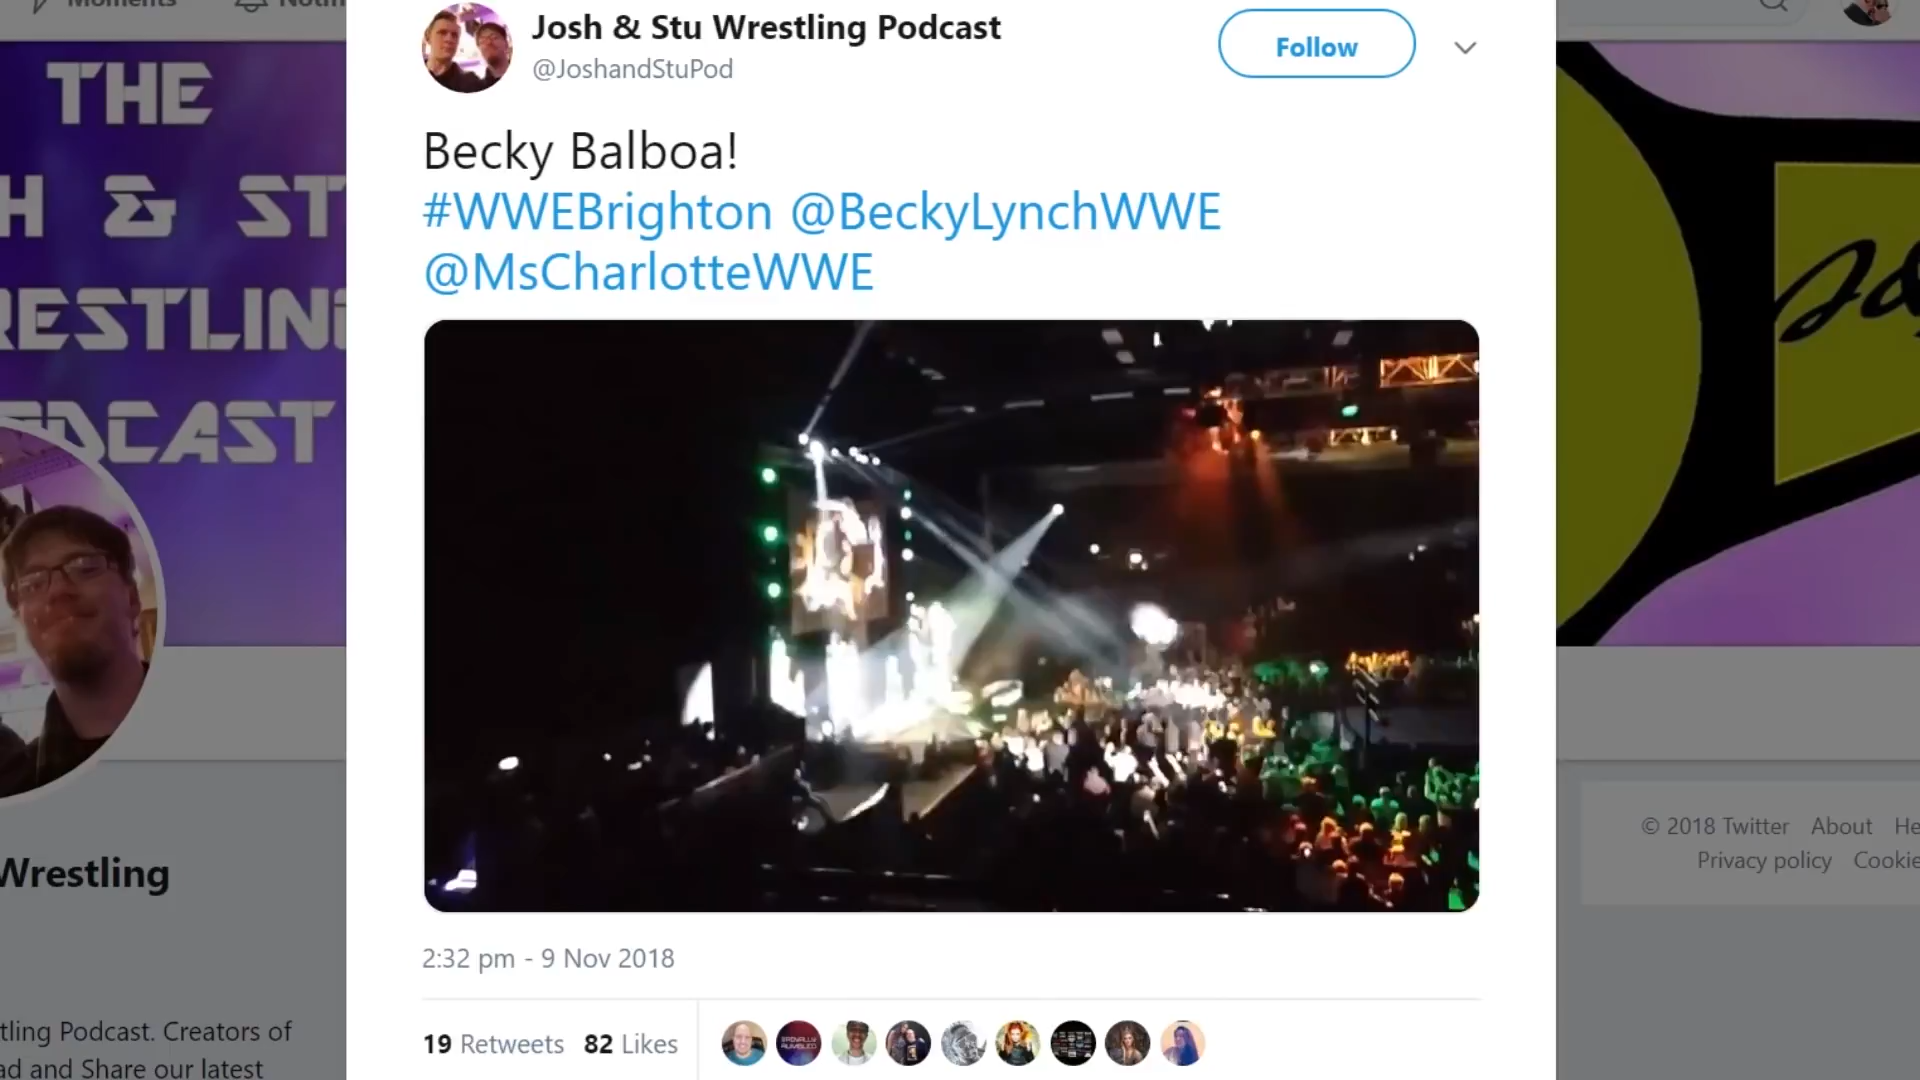 Moments
THE
H & ST
RESTLIN
DCAST
Wrestling
tling Podcast. Creators of
ad and Share our latest
Josh & Stu Wrestling Podcast
@JoshandStuPod
Follow
Becky Balboa!
#WWEBrighton @BeckyLynchWWE
@MsCharlotteWWE
2:32 pm - 9 Nov 2018
19 Retweets 82 Likes
© 2018 Twitter About He
Privacy policy Cookie